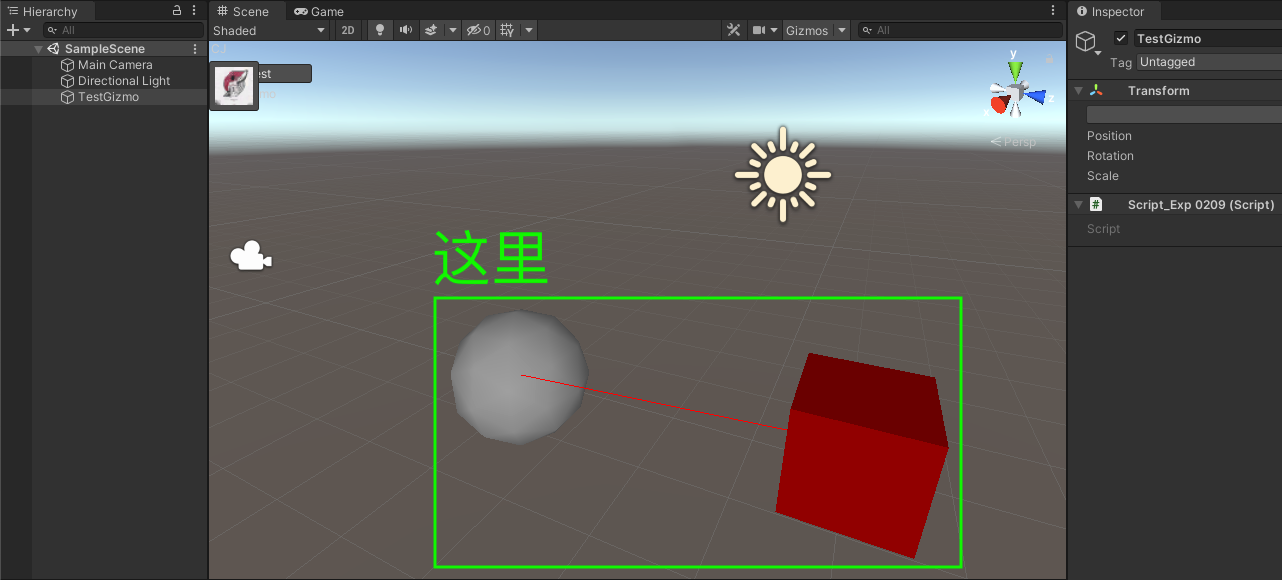 Hierarchy
All
SampleScene
Main Camera
Directional Light
TestGizmo
Scene
Game
Shaded
2D
0
Gizmos
All
y
z
Persp
这里
Inspector
TestGizmo
Tag Untagged
Transform
Position
Rotation
Scale
# Script_Exp 0209 (Script)
Script